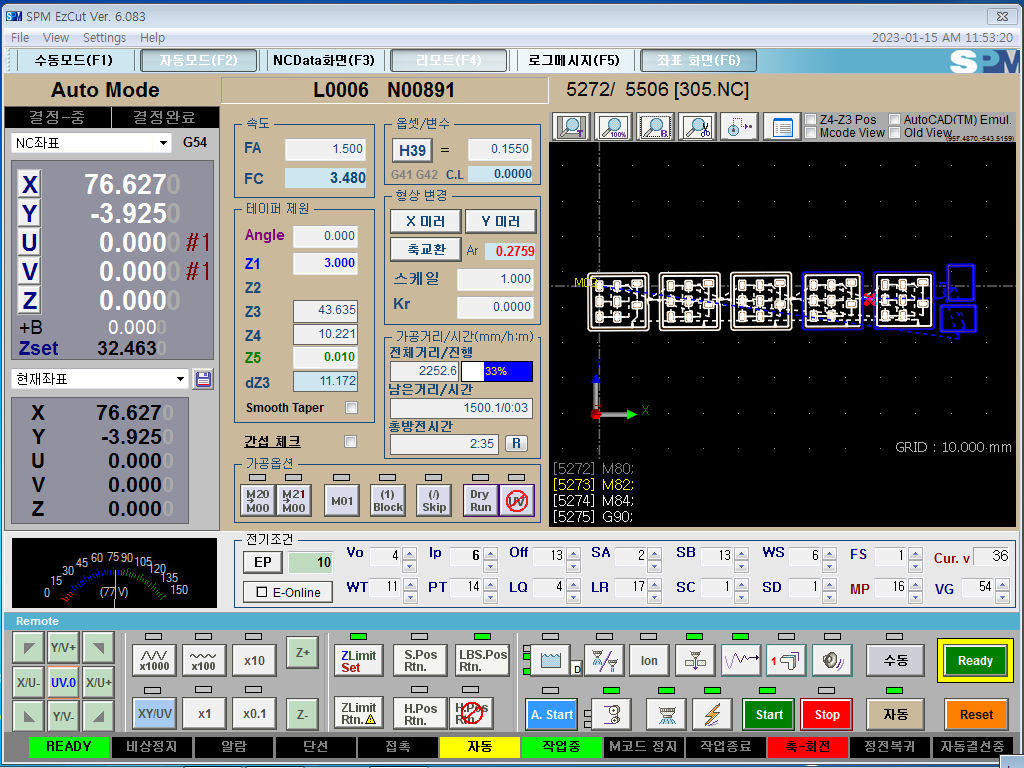 SPM EzCut Ver. 6.083
File View Settings Help
2023-01-15 AM 11:53:20
수동모드(F1) 자동모드(F2) NCData화면(F3) 리모트(F4) 로그메시지(F5) 좌표 화면(F6)
SPM
Auto Mode
L0006 N00891
5272/ 5506 [305.NC]
결정-중 결정완료
NC좌표
G54
X 76.6270
Y -3.9250
U 0.0000 #1
V 0.0000 #1
Z 0.0000
+B 0.0000
Zset 32.4630
현재좌표
X 76.6270
Y -3.9250
U 0.0000
V 0.0000
Z 0.0000
속도
FA 1.500
FC 3.480
테이퍼 제원
Angle 0.000
Z1 3.000
Z2
Z3 43.635
Z4 10.221
Z5 0.010
dZ3 11.172
Smooth Taper
간섭 체크
옵셋/변수
H39 = 0.1550
G41 G42 C.L 0.0000
형상 변경
X 미러 Y 미러
축교환 Ar 0.2759
스케일 1.000
Kr 0.0000
가공거리/시간(mm/h:m)
전체거리/진행
2252.6 33%
남은거리/시간
1500.1/0:03
총방전시간
2:35 R
가공옵션
M20 M00
M21 M00
M01
(1) Block
(/) Skip
Dry Run
UV
100%
B
Z4-Z3 Pos AutoCAD(TM) Emul.
Mcode View Old View
X
GRID : 10.000 mm
[5272] M80;
[5273] M82;
[5274] M84;
[5275] G90;
0 15 30 45 60 75 90 105 120 135 150
(77 V)
전기조건
EP 10
E-Online
Vo 4 Ip 6 Off 13 SA 2 SB 13 WS 6 FS 1 Cur. v 36
WT 11 PT 14 LQ 4 LR 17 SC 1 SD 1 MP 16 VG 54
Remote
Y/V+
X/U- UV.0 X/U+
Y/V-
x1000 x100 x10 Z+
XY/UV x1 x0.1 Z-
ZLimit Set
S.Pos Rtn.
LBS.Pos Rtn.
ZLimit Rtn.
H.Pos Rtn.
H.Pos Rtn.
D
Ion
1
수동
Ready
A. Start
Start
Stop
자동
Reset
READY 비상정지 알람 단선 접촉 자동 작업중 M코드 정지 작업종료 축-회전 정전복귀 자동결선중